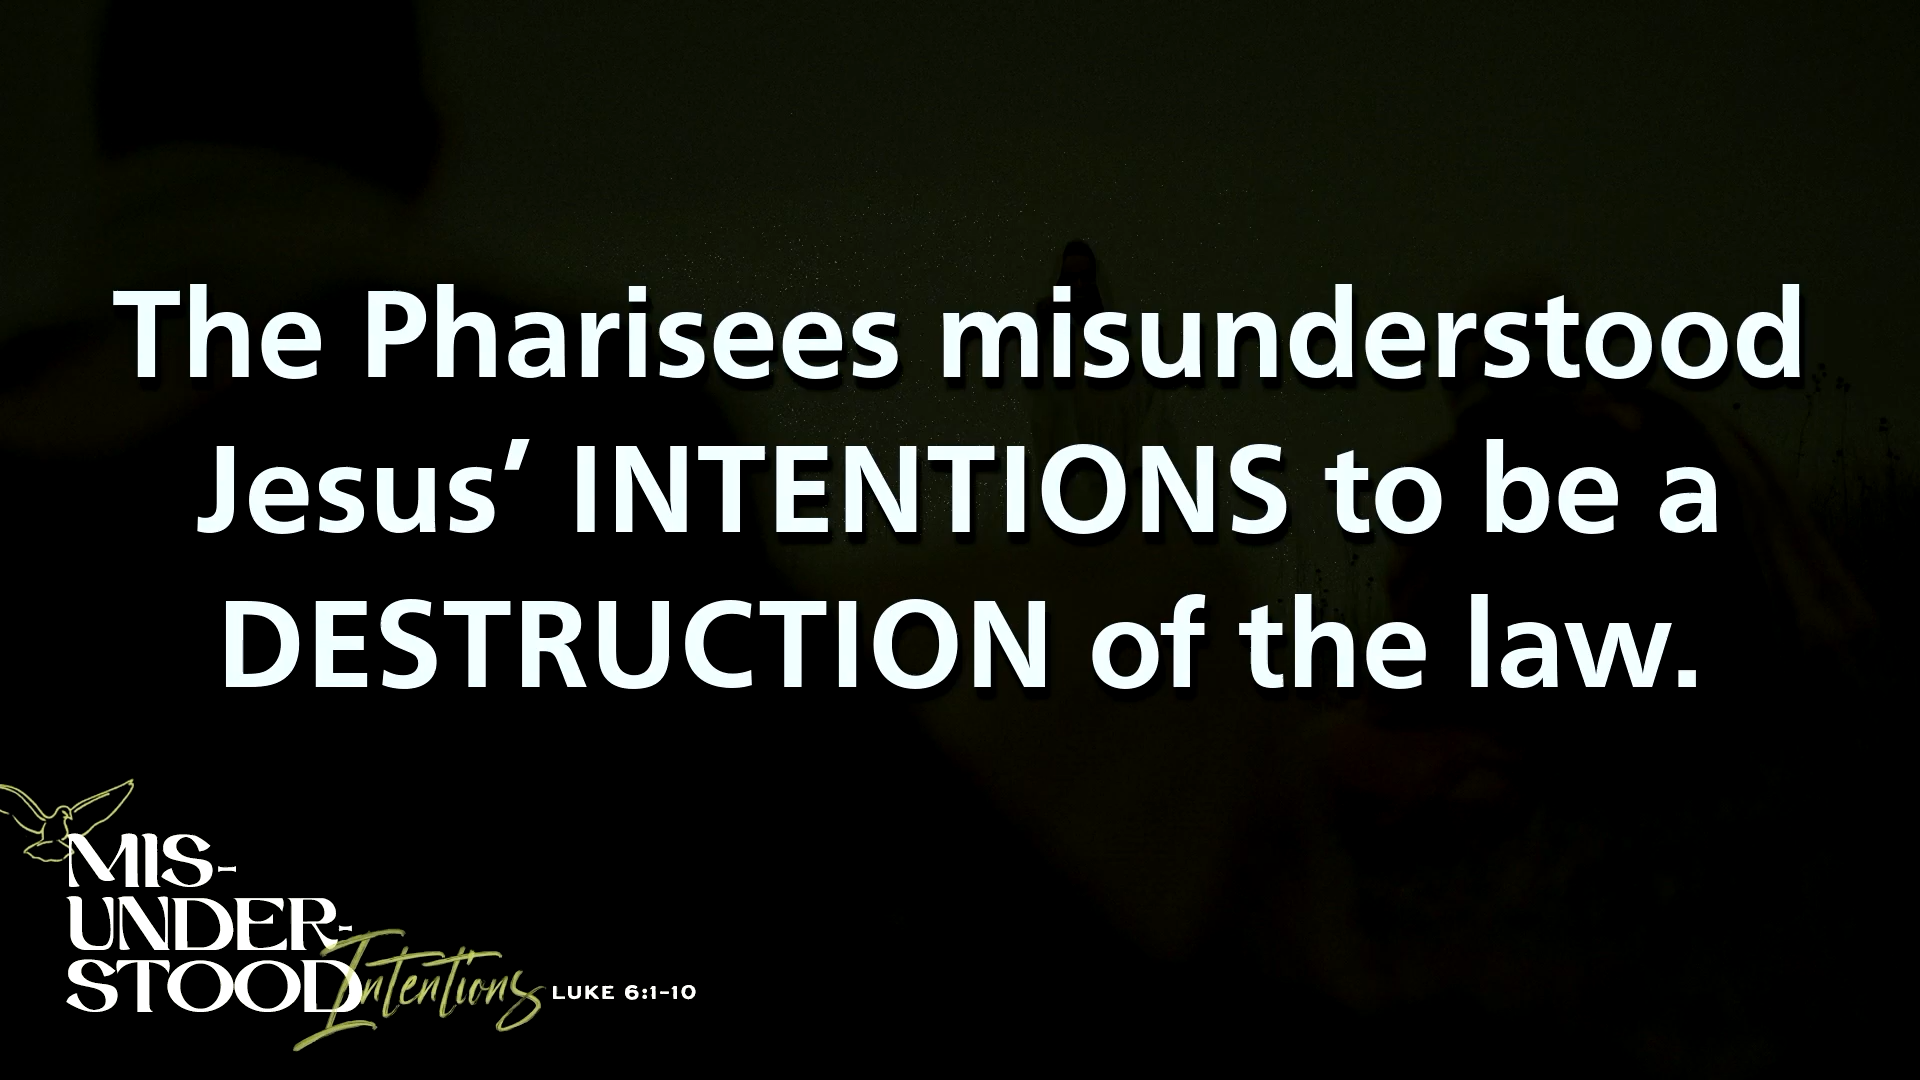 The Pharisees misunderstood
Jesus’ INTENTIONS to be a
DESTRUCTION of the law.
MIS-
UNDER-
STOOD
Intentions
LUKE 6:1-10